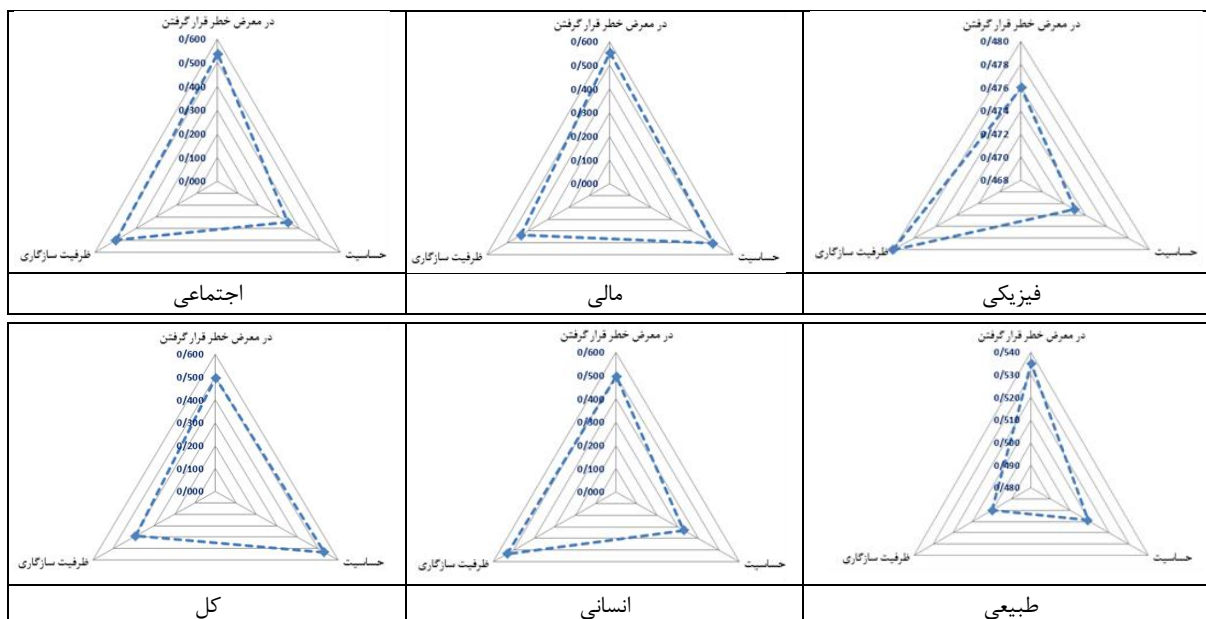 در معرض خطر قرار گرفتن
0/480
0/478
0/476
0/474
0/472
0/470
0/468
ظرفیت سازگاری
حساسیت
فیزیکی
در معرض خطر قرار گرفتن
0/600
0/500
0/400
0/300
0/200
0/100
0/000
ظرفیت سازگاری
حساسیت
مالی
در معرض خطر قرار گرفتن
0/600
0/500
0/400
0/300
0/200
0/100
0/000
ظرفیت سازگاری
حساسیت
اجتماعی
در معرض خطر قرار گرفتن
0/540
0/530
0/520
0/510
0/500
0/490
0/480
ظرفیت سازگاری
حساسیت
طبیعی
در معرض خطر قرار گرفتن
0/600
0/500
0/400
0/300
0/200
0/100
0/000
ظرفیت سازگاری
حساسیت
انسانی
در معرض خطر قرار گرفتن
0/600
0/500
0/400
0/300
0/200
0/100
0/000
ظرفیت سازگاری
حساسیت
کل